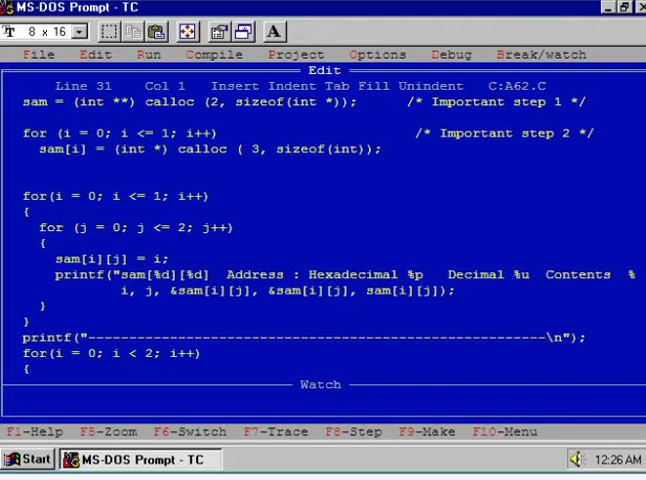 MS-DOS Prompt - TC
8 x 16
A
File Edit Run Compile Project Options Debug Break/watch
Edit
Line 31 Col 1 Insert Indent Tab Fill Unindent C:A62.C
sam = (int **) calloc (2, sizeof(int *)); /* Important step 1 */
for (i = 0; i <= 1; i++) /* Important step 2 */
sam[i] = (int *) calloc ( 3, sizeof(int));
for(i = 0; i <= 1; i++)
{
for (j = 0; j <= 2; j++)
{
sam[i][j] = i;
printf("sam[%d][%d] Address : Hexadecimal %p Decimal %u Contents %
i, j, &sam[i][j], &sam[i][j], sam[i][j]);
}
}
printf("--------------------------------------------------------\n");
for(i = 0; i < 2; i++)
{
Watch
F1-Help F5-Zoom F6-Switch F7-Trace F8-Step F9-Make F10-Menu
Start MS-DOS Prompt - TC 12:26 AM